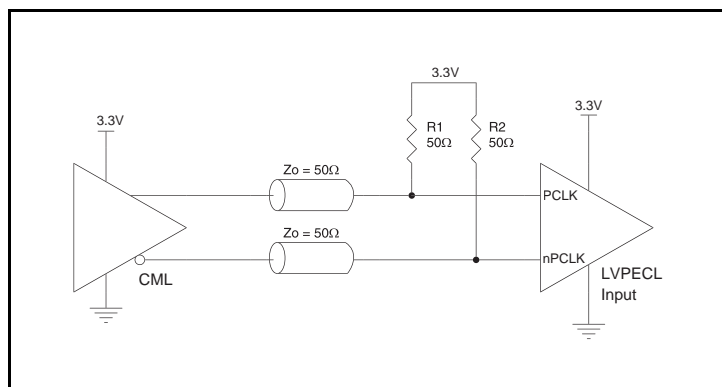 3.3V
3.3V
3.3V
R1
50Ω
R2
50Ω
Zo = 50Ω
PCLK
Zo = 50Ω
nPCLK
CML
LVPECL
Input